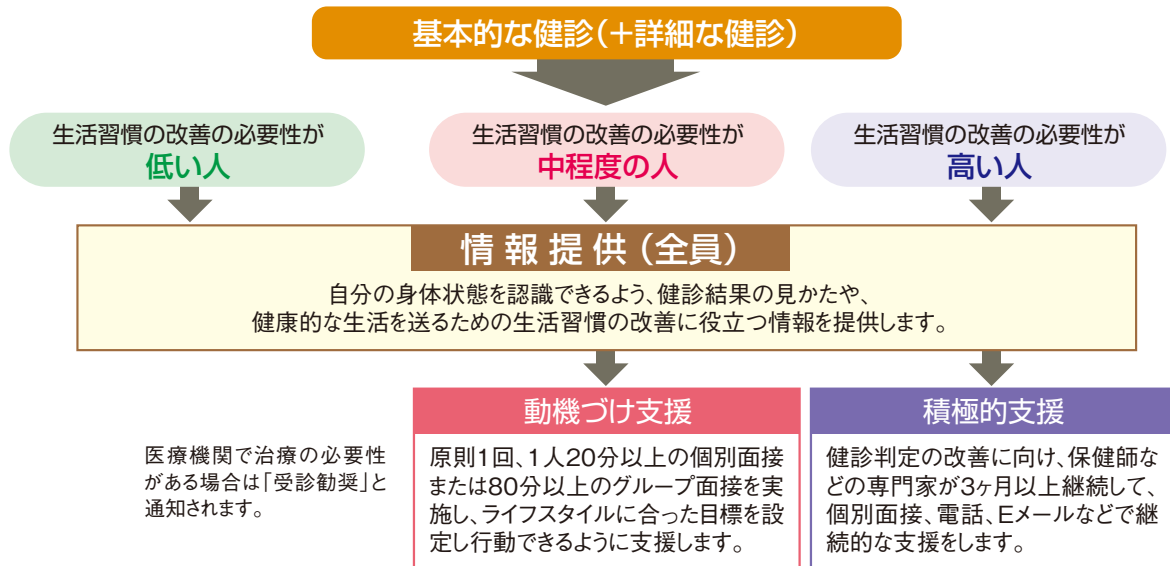 基本的な健診(+詳細な健診)
生活習慣の改善の必要性が
低い人
生活習慣の改善の必要性が
中程度の人
生活習慣の改善の必要性が
高い人
情報提供(全員)
自分の身体状態を認識できるよう、健診結果の見かたや、
健康的な生活を送るための生活習慣の改善に役立つ情報を提供します。
医療機関で治療の必要性
がある場合は「受診勧奨」と
通知されます。
動機づけ支援
原則1回、1人20分以上の個別面接
または80分以上のグループ面接を実
施し、ライフスタイルに合った目標を設
定し行動できるように支援します。
積極的支援
健診判定の改善に向け、保健師な
どの専門家が3ヶ月以上継続して、
個別面接、電話、Eメールなどで継
続的な支援をします。